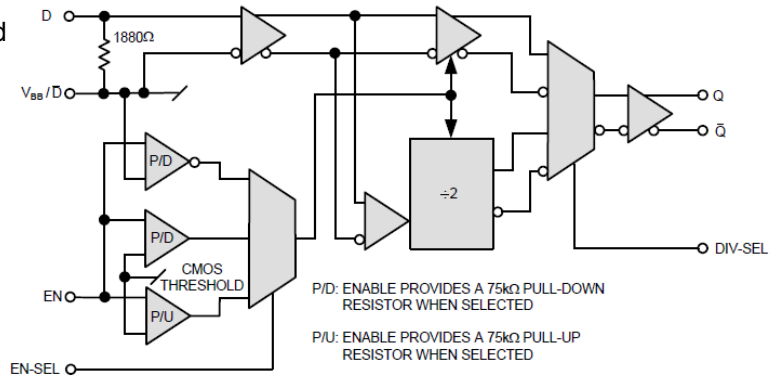 d
D
1880Ω
V_BB / D̅
P/D
P/D
÷2
Q
Q̅
DIV-SEL
CMOS
THRESHOLD
EN
P/U
P/D: ENABLE PROVIDES A 75kΩ PULL-DOWN
RESISTOR WHEN SELECTED
P/U: ENABLE PROVIDES A 75kΩ PULL-UP
RESISTOR WHEN SELECTED
EN-SEL